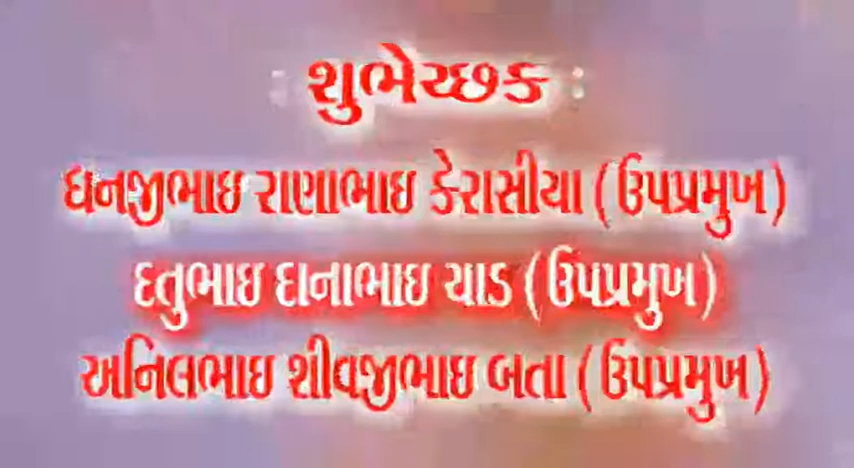 : શુભેચ્છક :
ધનજીભાઇ રાણાભાઇ કેરાસીયા ( ઉપપ્રમુખ )
દતુભાઇ દાનાભાઇ ચાડ ( ઉપપ્રમુખ )
અનિલભાઇ શીવજીભાઇ બતા ( ઉપપ્રમુખ )